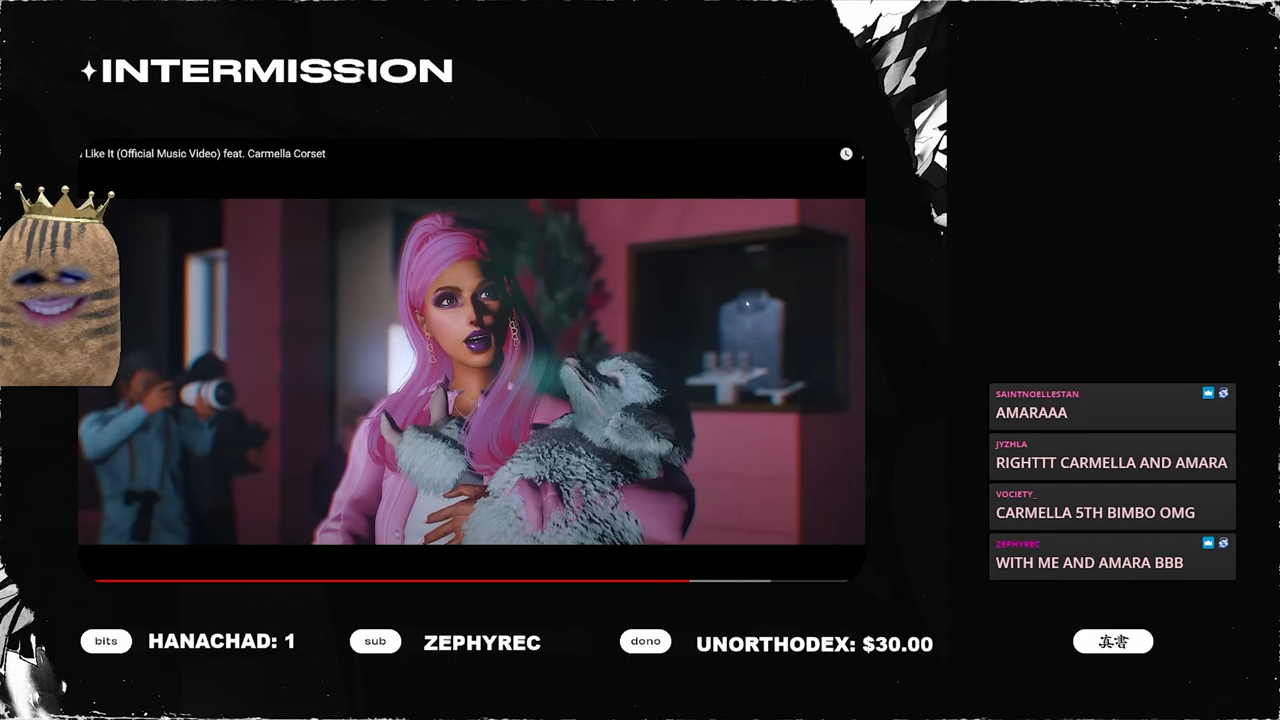 INTERMISSION
Like It (Official Music Video) feat. Carmella Corset
SAINTNOELLESTAN
AMARAAA
JYZHLA
RIGHTTT CARMELLA AND AMARA
VOCIETY_
CARMELLA 5TH BIMBO OMG
ZEPHYREC
WITH ME AND AMARA BBB
bits
HANACHAD: 1
sub
ZEPHYREC
dono
UNORTHODEX: $30.00
真書